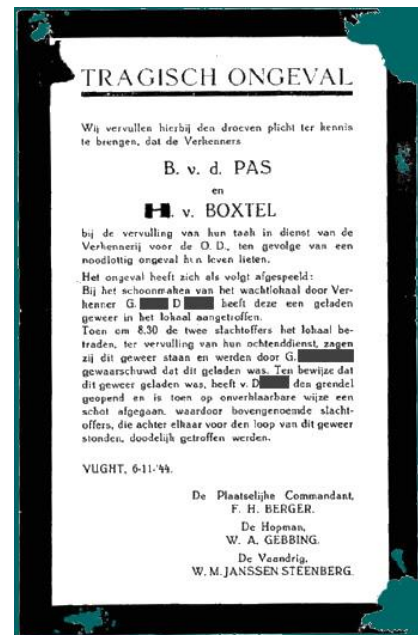 TRAGISCH ONGEVAL
Wij vervullen hierbij den droeven plicht ter kennis
te brengen, dat de Verkenners
B. v. d. PAS
en
H. v. BOXTEL
bij de vervulling van hun taak in dienst van de
Verkennerij voor de O. D., ten gevolge van een
noodlottig ongeval hun leven lieten.
Het ongeval heeft zich als volgt afgespeeld:
Bij het schoonmaken van het wachtlokaal door Ver-
kenner G. D heeft deze een geladen
geweer in het lokaal aangetroffen.
Toen om 8.30 de twee slachtoffers het lokaal be-
traden, ter vervulling van hun ochtenddienst, zagen
zij dit geweer staan en werden door G.
gewaarschuwd dat dit geladen was. Ten bewijze dat
dit geweer geladen was, heeft v. D den grendel
geopend en is toen op onverklaarbare wijze een
schot afgegaan, waardoor bovengenoemde slacht-
offers, die achter elkaar voor den loop van dit geweer
stonden, doodelijk getroffen werden.
VUGHT, 6-11-'44.
De Plaatselijke Commandant,
F. H. BERGER.
De Hopman,
W. A. GEBBING.
De Vaandrig,
W. M. JANSSEN STEENBERG.